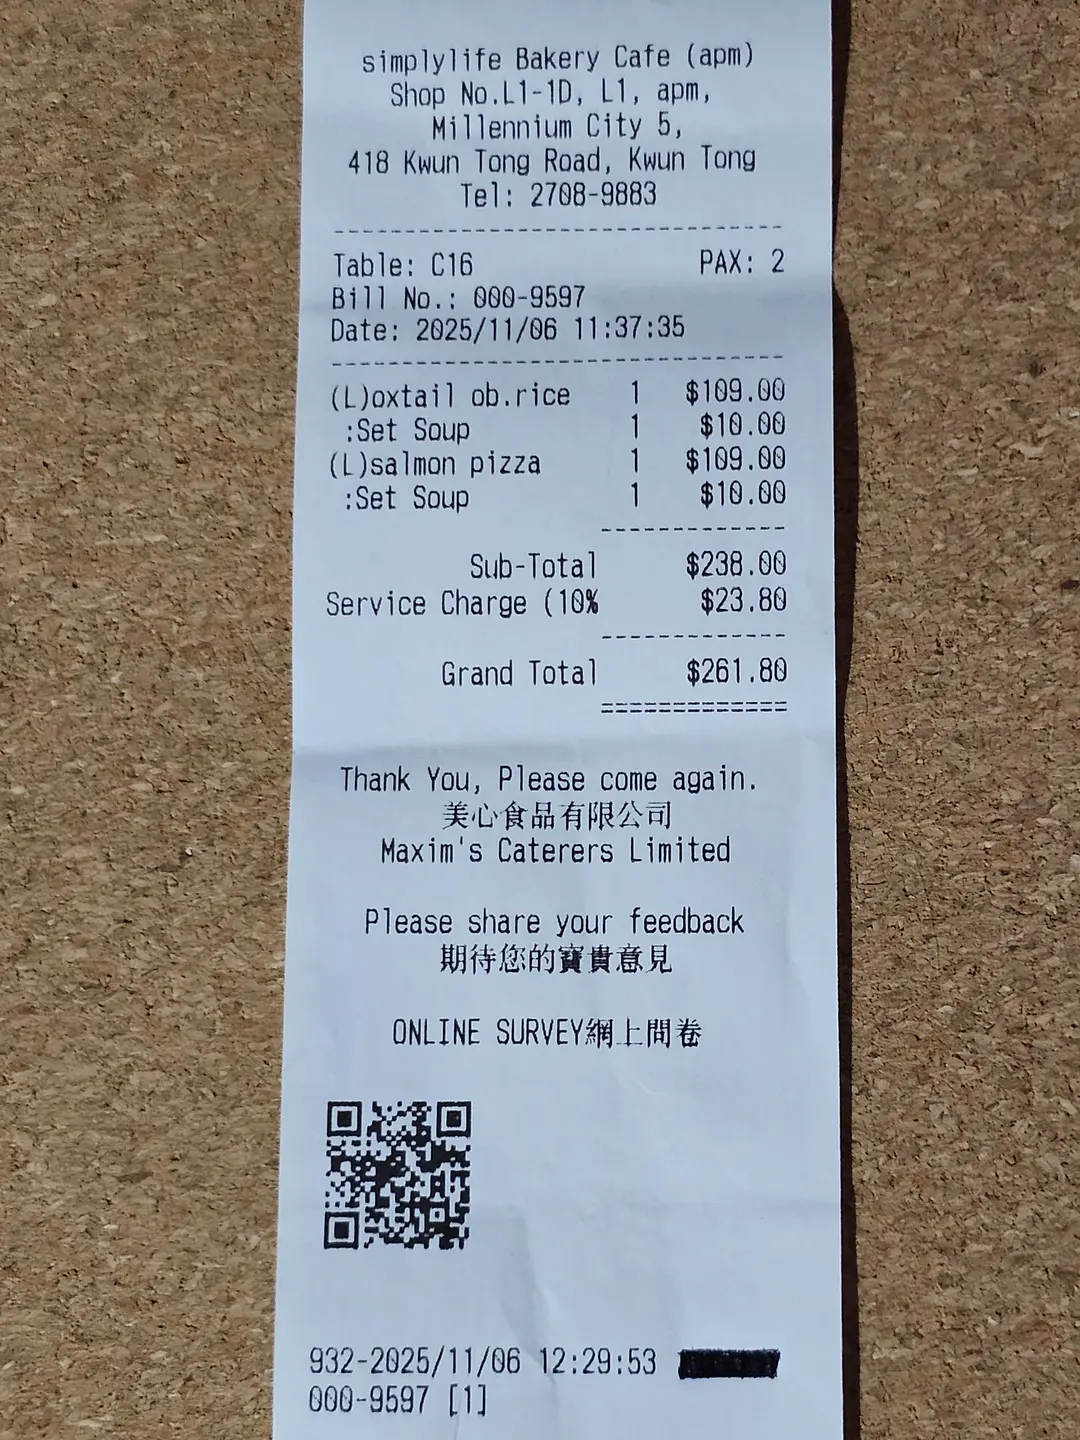 simplylife Bakery Cafe (apm)
Shop No.L1-1D, L1, apm,
Millennium City 5,
418 Kwun Tong Road, Kwun Tong
Tel: 2708-9883
--------------------------------
Table: C16 PAX: 2
Bill No.: 000-9597
Date: 2025/11/06 11:37:35
--------------------------------
(L)oxtail ob.rice 1 $109.00
:Set Soup 1 $10.00
(L)salmon pizza 1 $109.00
:Set Soup 1 $10.00
-------------
Sub-Total $238.00
Service Charge (10% $23.80
-------------
Grand Total $261.80
=============
Thank You, Please come again.
美心食品有限公司
Maxim's Caterers Limited
Please share your feedback
期待您的寶貴意見
ONLINE SURVEY網上問卷
932-2025/11/06 12:29:53
000-9597 [1]